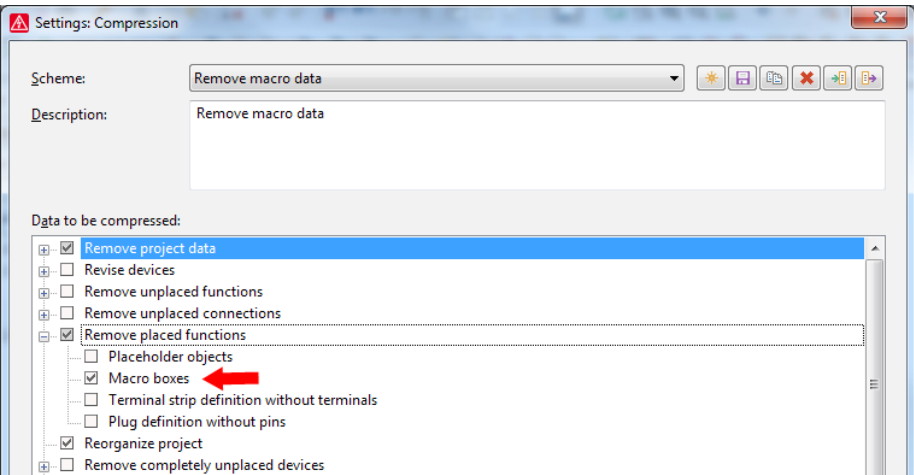 Settings: Compression
Scheme: Remove macro data
Description: Remove macro data
Data to be compressed:
Remove project data
Revise devices
Remove unplaced functions
Remove unplaced connections
Remove placed functions
Placeholder objects
Macro boxes
Terminal strip definition without terminals
Plug definition without pins
Reorganize project
Remove completely unplaced devices